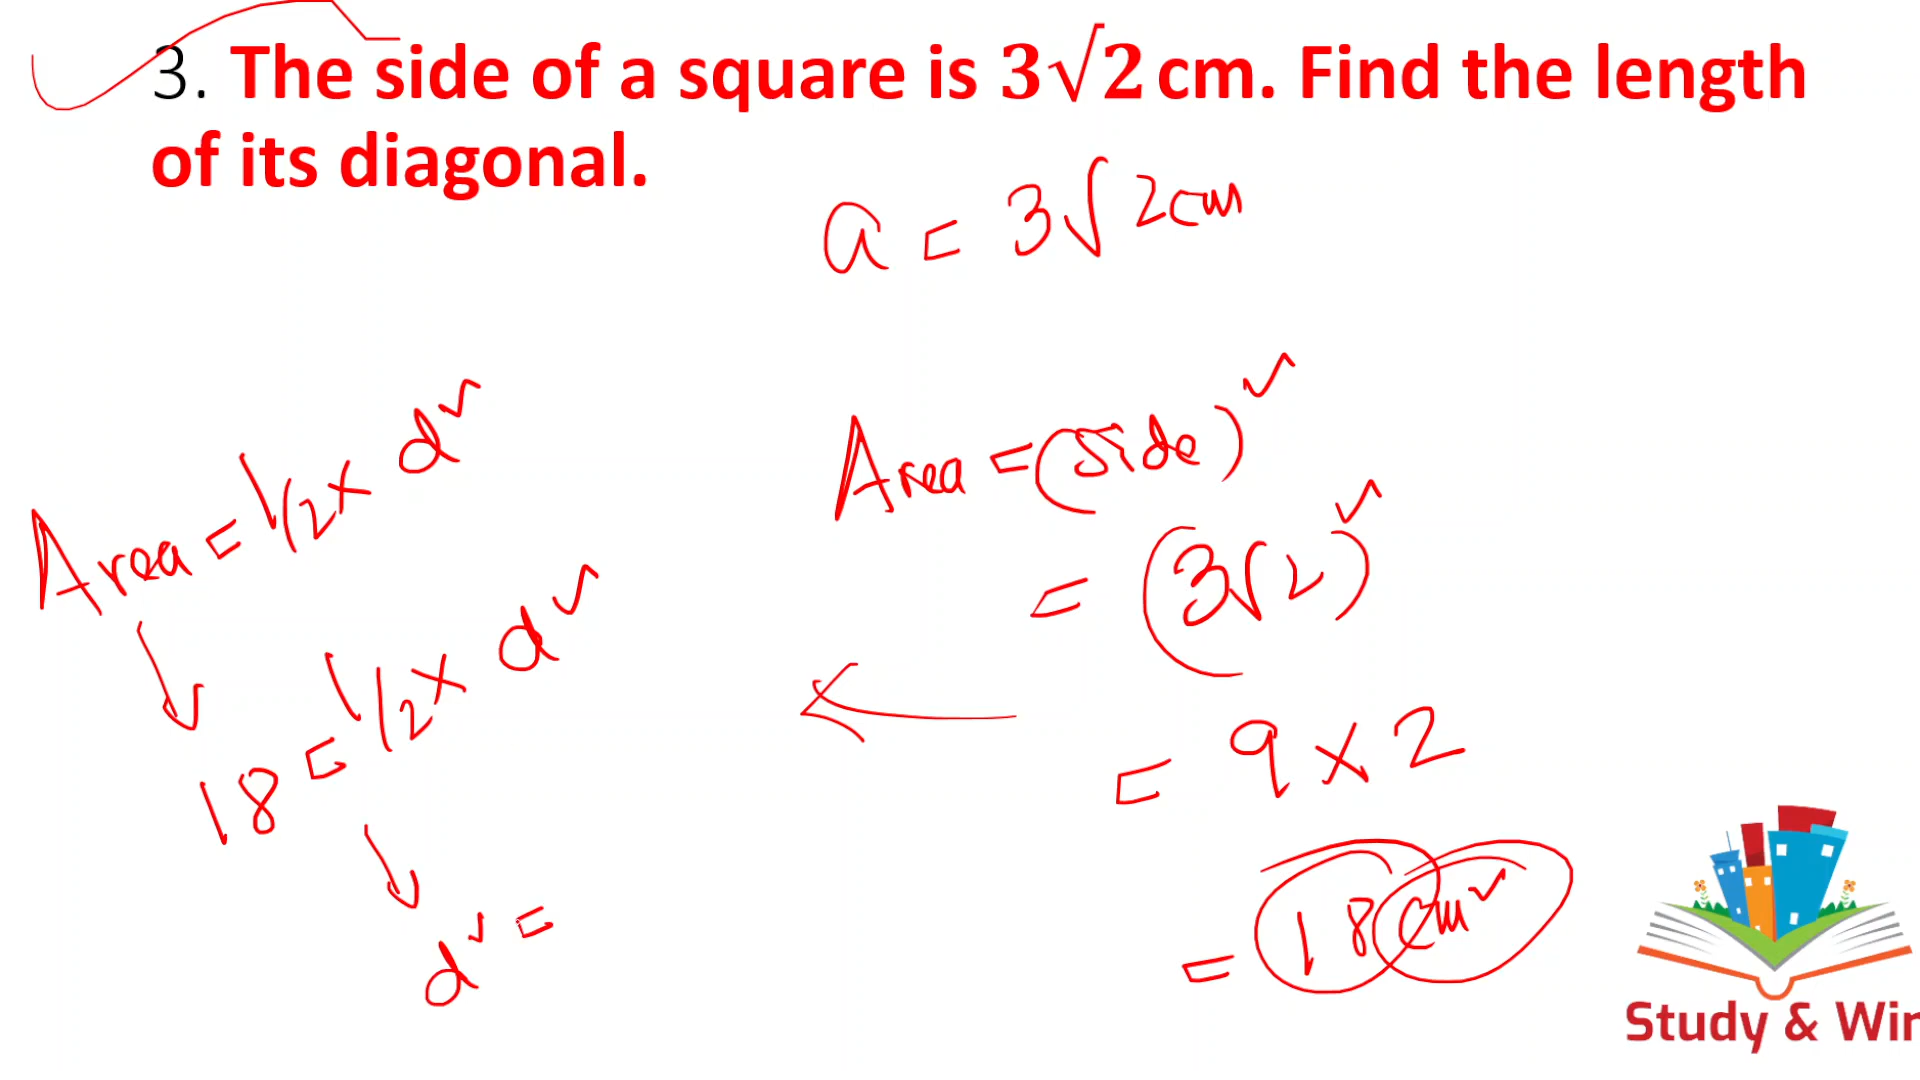 3. The side of a square is 3√2 cm. Find the length
of its diagonal.
a = 3√2cm
Area = (side)²
= (3√2)²
= 9 × 2
= 18 cm²
Area = 1/2 × d²
18 = 1/2 × d²
d² =
Study & Win